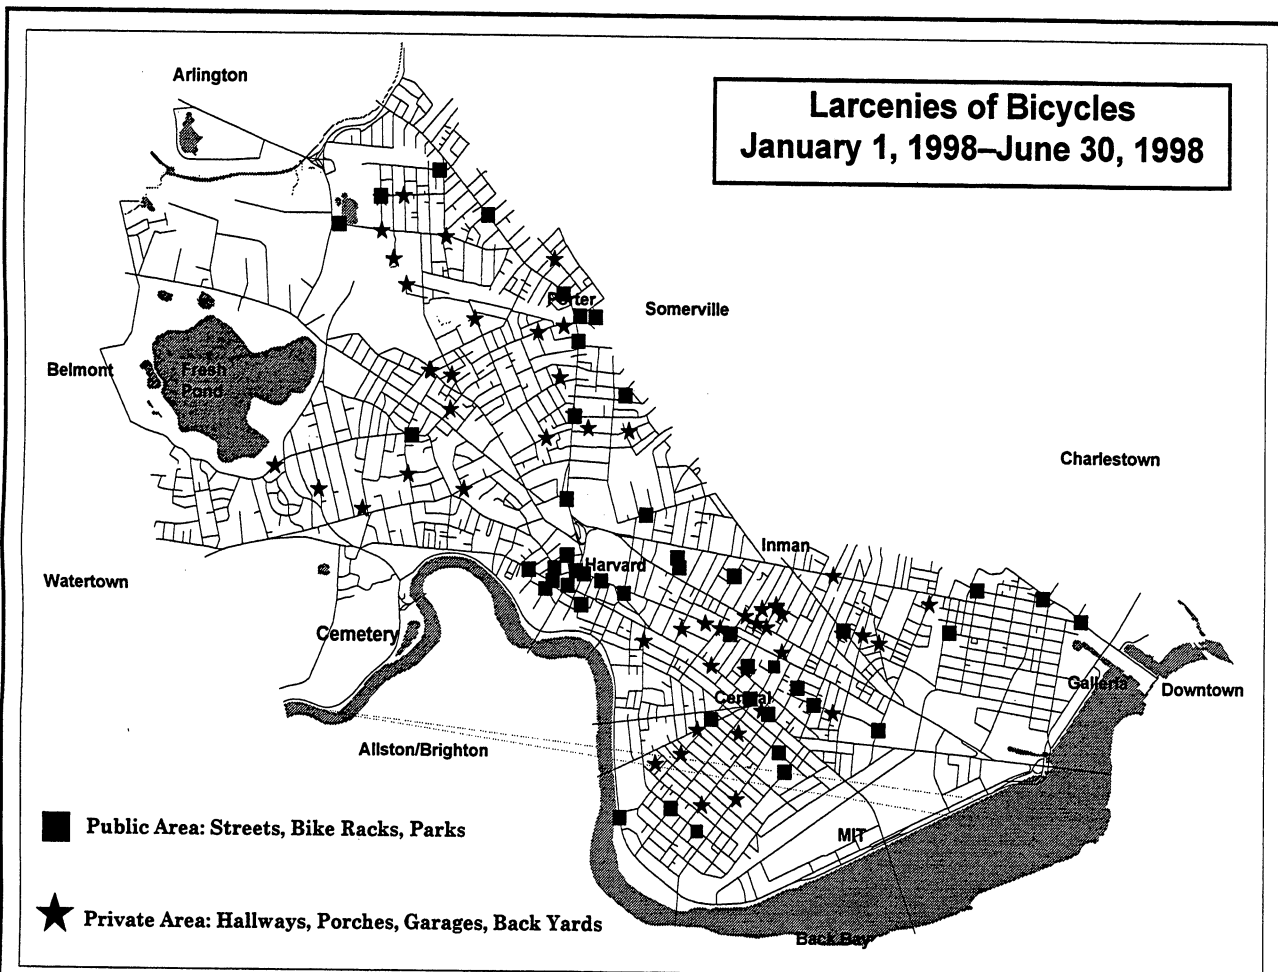 Arlington
Larcenies of Bicycles
January 1, 1998–June 30, 1998
Porter
Somerville
Belmont
Fresh
Pond
Charlestown
Inman
Harvard
Watertown
Cemetery
Galleria
Downtown
Central
Allston/Brighton
Public Area: Streets, Bike Racks, Parks
MIT
Private Area: Hallways, Porches, Garages, Back Yards
Back Bay